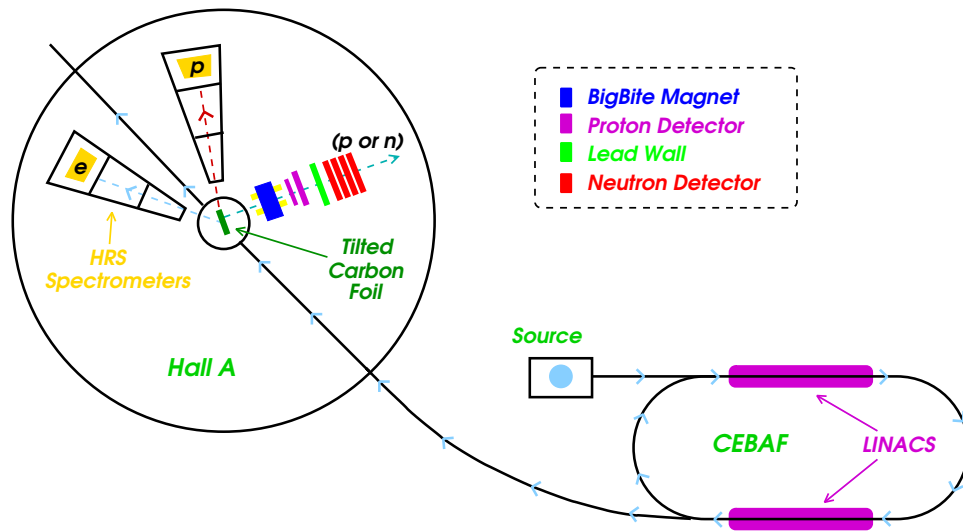 p
e
(p or n)
HRS
Spectrometers
Tilted
Carbon
Foil
Hall A
BigBite Magnet
Proton Detector
Lead Wall
Neutron Detector
Source
CEBAF
LINACS